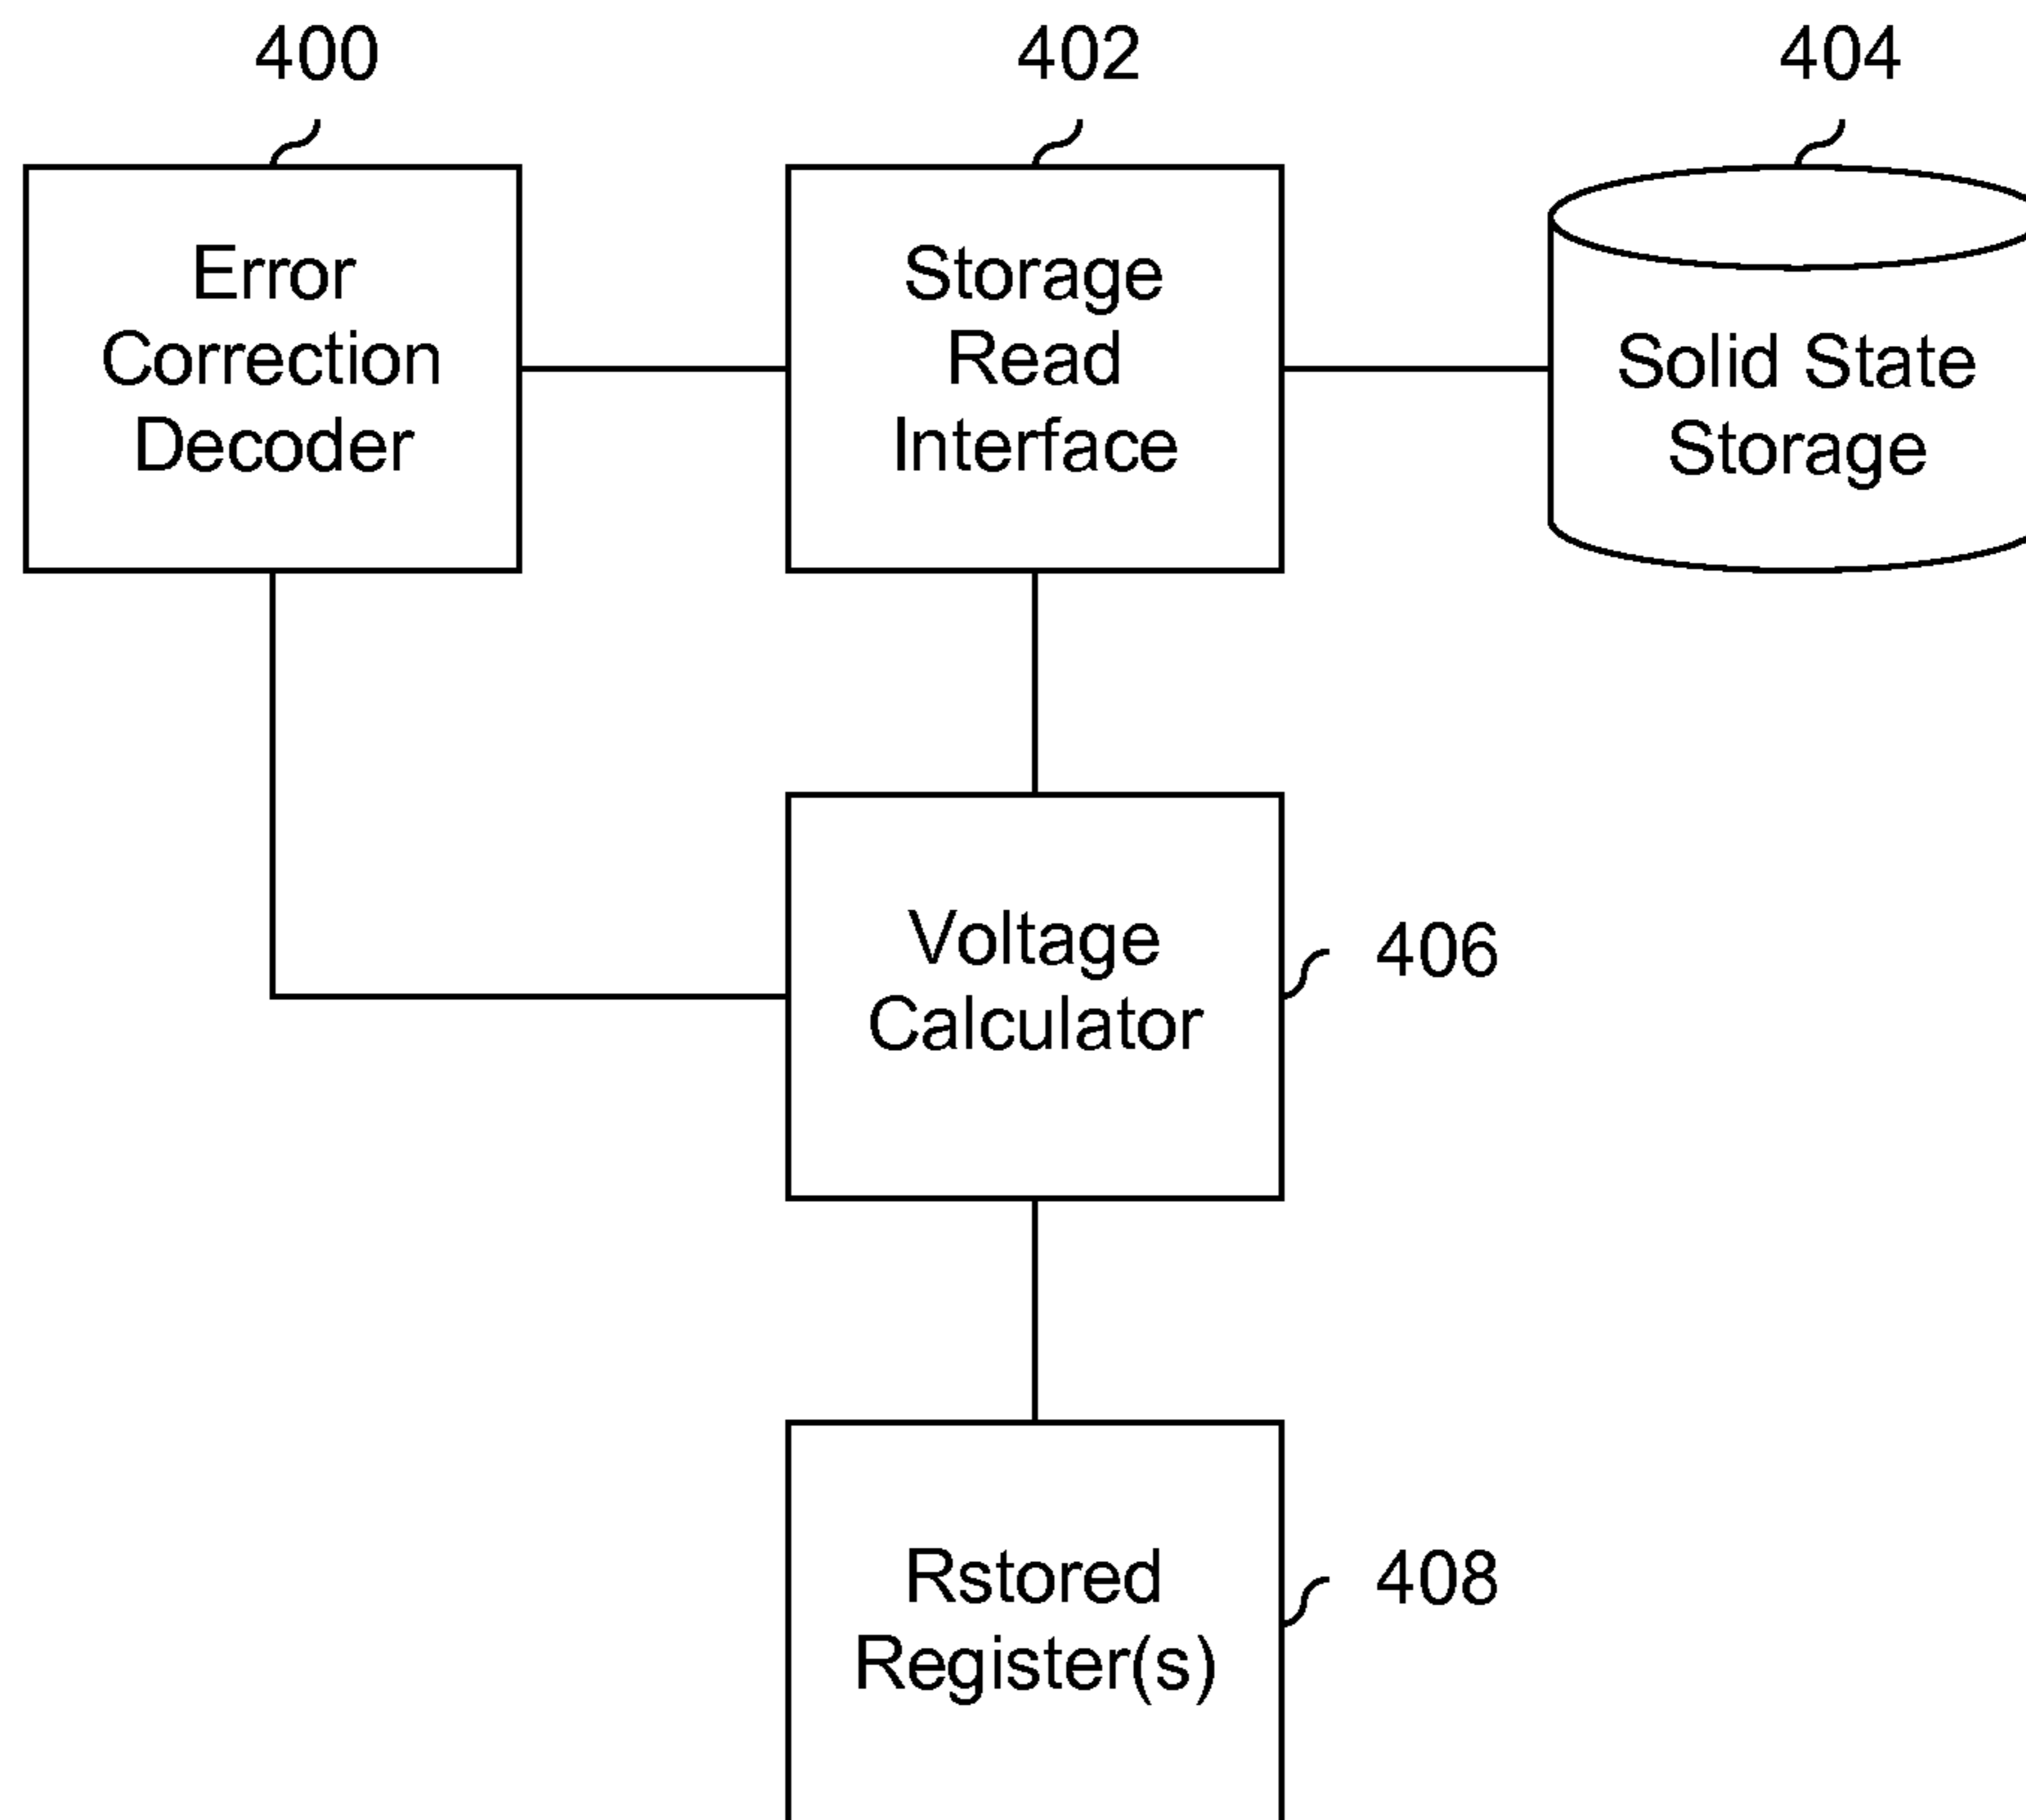 400
402
404
Error
Correction
Decoder
Storage
Read
Interface
Solid State
Storage
Voltage
Calculator
406
Rstored
Register(s)
408